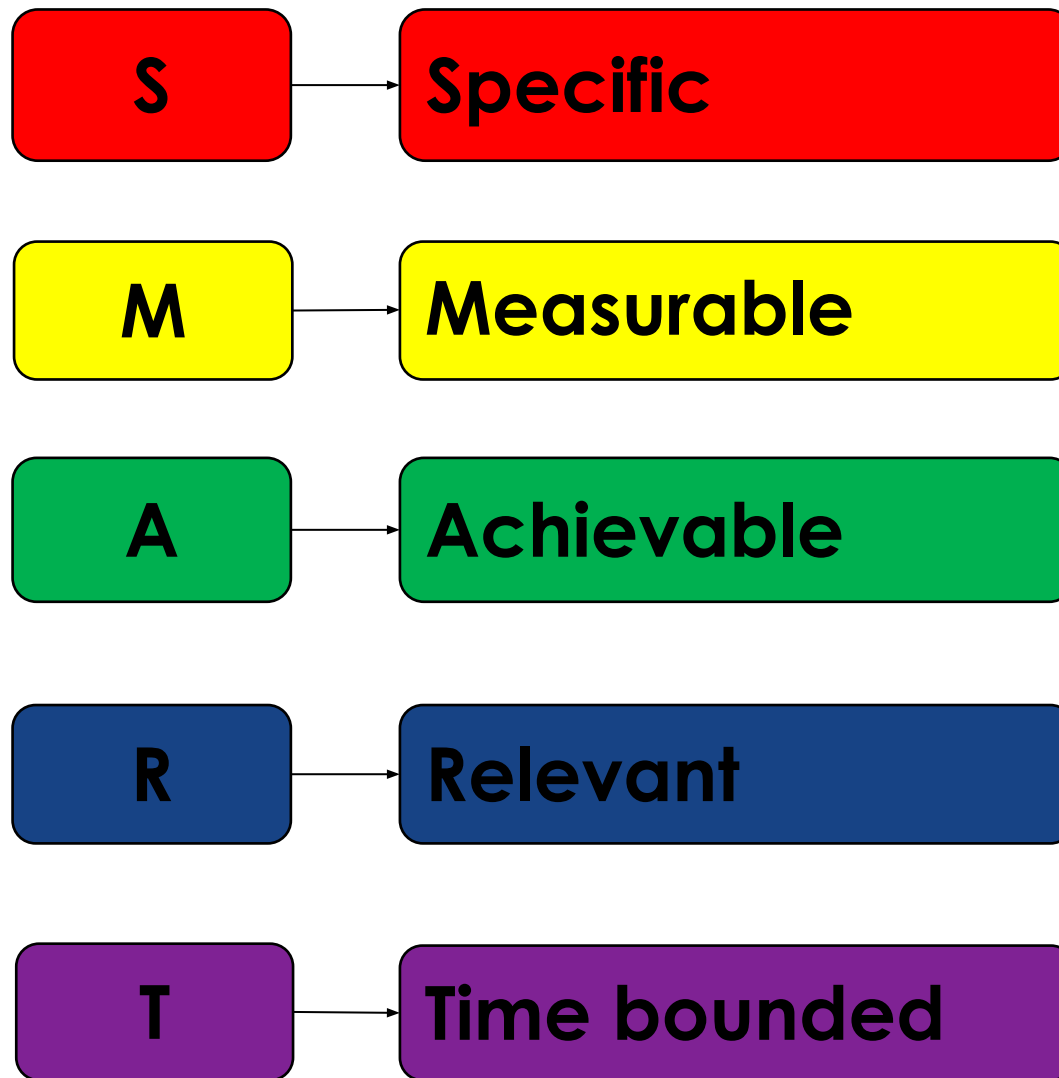 S Specific
M Measurable
A Achievable
R Relevant
T Time bounded